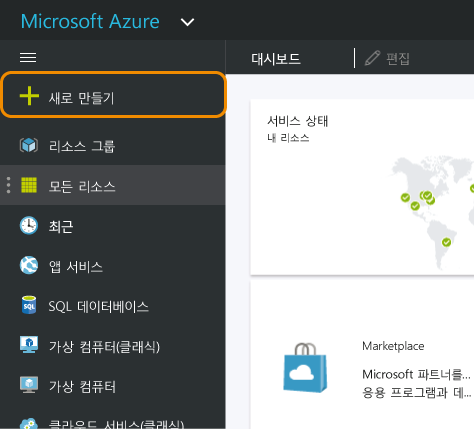 Microsoft Azure
대시보드
편집
새로 만들기
리소스 그룹
모든 리소스
최근
앱 서비스
SQL 데이터베이스
가상 컴퓨터(클래식)
가상 컴퓨터
클라우드 서비스(클래식)
서비스 상태
내 리소스
Marketplace
Microsoft 파트너를...
응용 프로그램과 데...